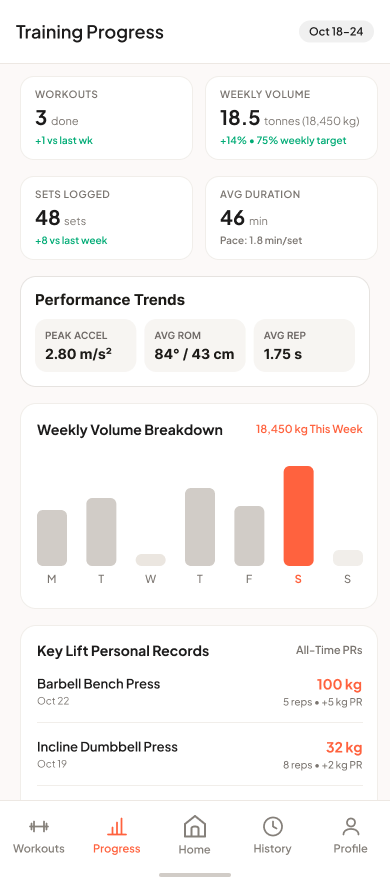 Training Progress
Oct 18–24
WORKOUTS
3 done
+1 vs last wk
WEEKLY VOLUME
18.5 tonnes (18,450 kg)
+14% • 75% weekly target
SETS LOGGED
48 sets
+8 vs last week
AVG DURATION
46 min
Pace: 1.8 min/set
Performance Trends
PEAK ACCEL
2.80 m/s²
AVG ROM
84° / 43 cm
AVG REP
1.75 s
Weekly Volume Breakdown
18,450 kg This Week
M T W T F S S
Key Lift Personal Records
All-Time PRs
Barbell Bench Press
100 kg
Oct 22
5 reps • +5 kg PR
Incline Dumbbell Press
32 kg
Oct 19
8 reps • +2 kg PR
Workouts
Progress
Home
History
Profile